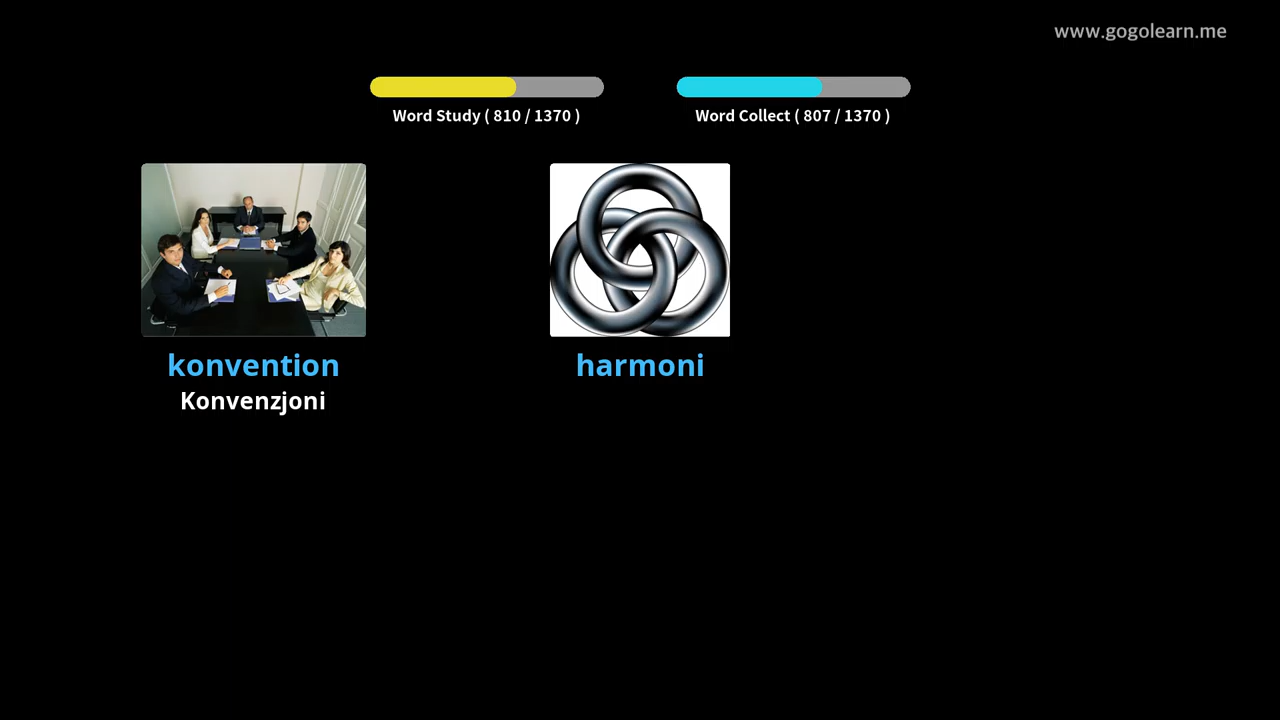 www.gogolearn.me
Word Study ( 810 / 1370 )
Word Collect ( 807 / 1370 )
konvention
Konvenzjoni
harmoni